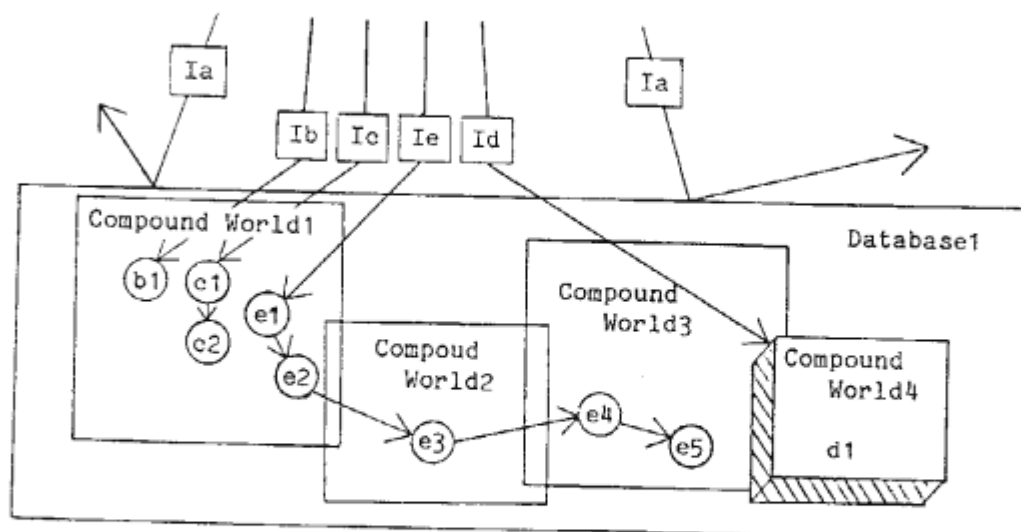 Ia
Ia
Ib
Ic
Ie
Id
Compound World1
Database1
b1
c1
e1
c2
Compound
World3
Compoud
World2
Compound
World4
e2
e3
e4
e5
d1